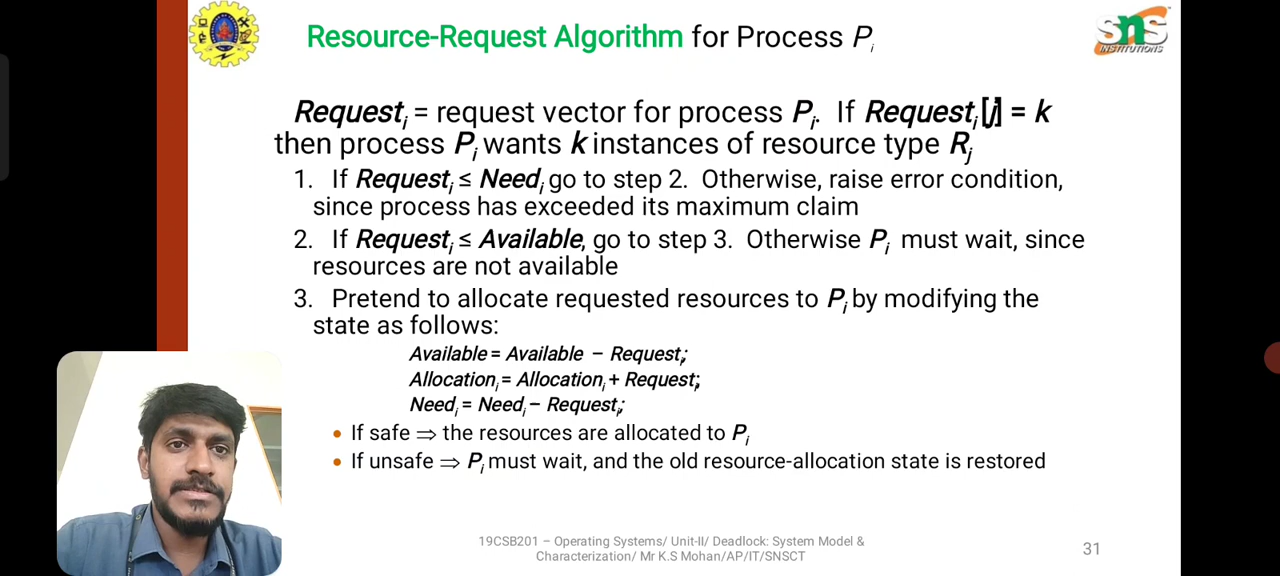 Resource-Request Algorithm for Process Pi
sns
INSTITUTIONS
Requesti = request vector for process Pi. If Requesti[j] = k
then process Pi wants k instances of resource type Rj
1. If Requesti ≤ Needi go to step 2. Otherwise, raise error condition,
since process has exceeded its maximum claim
2. If Requesti ≤ Available, go to step 3. Otherwise Pi must wait, since
resources are not available
3. Pretend to allocate requested resources to Pi by modifying the
state as follows:
Available = Available – Requesti;
Allocationi = Allocationi + Requesti;
Needi = Needi – Requesti;
• If safe ⇒ the resources are allocated to Pi
• If unsafe ⇒ Pi must wait, and the old resource-allocation state is restored
19CSB201 – Operating Systems/ Unit-II/ Deadlock: System Model &
Characterization/ Mr K.S Mohan/AP/IT/SNSCT
31